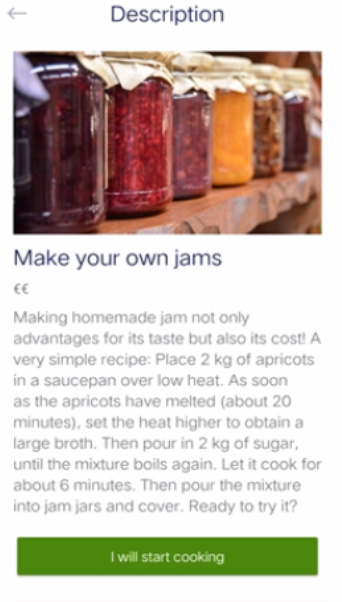 Description
Make your own jams
€€
Making homemade jam not only
advantages for its taste but also its cost! A
very simple recipe: Place 2 kg of apricots
in a saucepan over low heat. As soon
as the apricots have melted (about 20
minutes), set the heat higher to obtain a
large broth. Then pour in 2 kg of sugar,
until the mixture boils again. Let it cook for
about 6 minutes. Then pour the mixture
into jam jars and cover. Ready to try it?
I will start cooking